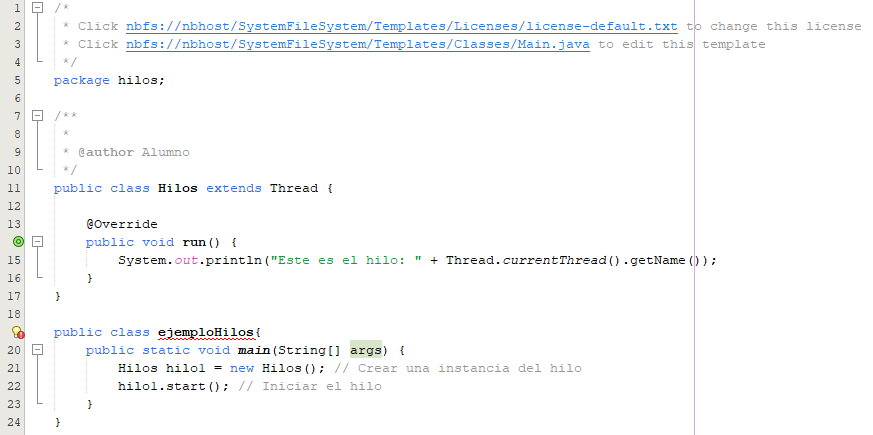 1 /*
2 * Click nbfs://nbhost/SystemFileSystem/Templates/Licenses/license-default.txt to change this license
3 * Click nbfs://nbhost/SystemFileSystem/Templates/Classes/Main.java to edit this template
4 */
5 package hilos;
6
7 /**
8 *
9 * @author Alumno
10 */
11 public class Hilos extends Thread {
12
13 @Override
public void run() {
15 System.out.println("Este es el hilo: " + Thread.currentThread().getName());
16 }
17 }
18
public class ejemploHilos{
20 public static void main(String[] args) {
21 Hilos hilo1 = new Hilos(); // Crear una instancia del hilo
22 hilo1.start(); // Iniciar el hilo
23 }
24 }